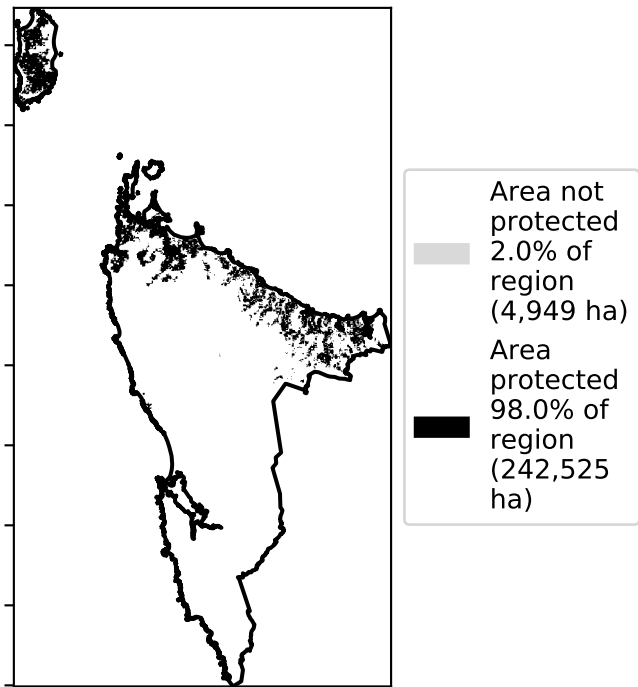 Area not
protected
2.0% of
region
(4,949 ha)
Area
protected
98.0% of
region
(242,525
ha)